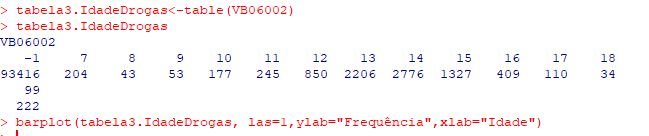 > tabela3.IdadeDrogas<-table(VB06002)
> tabela3.IdadeDrogas
VB06002
-1 7 8 9 10 11 12 13 14 15 16 17 18
93416 204 43 53 177 245 850 2206 2776 1327 409 110 34
99
222
> barplot(tabela3.IdadeDrogas, las=1,ylab="Frequência",xlab="Idade")
>